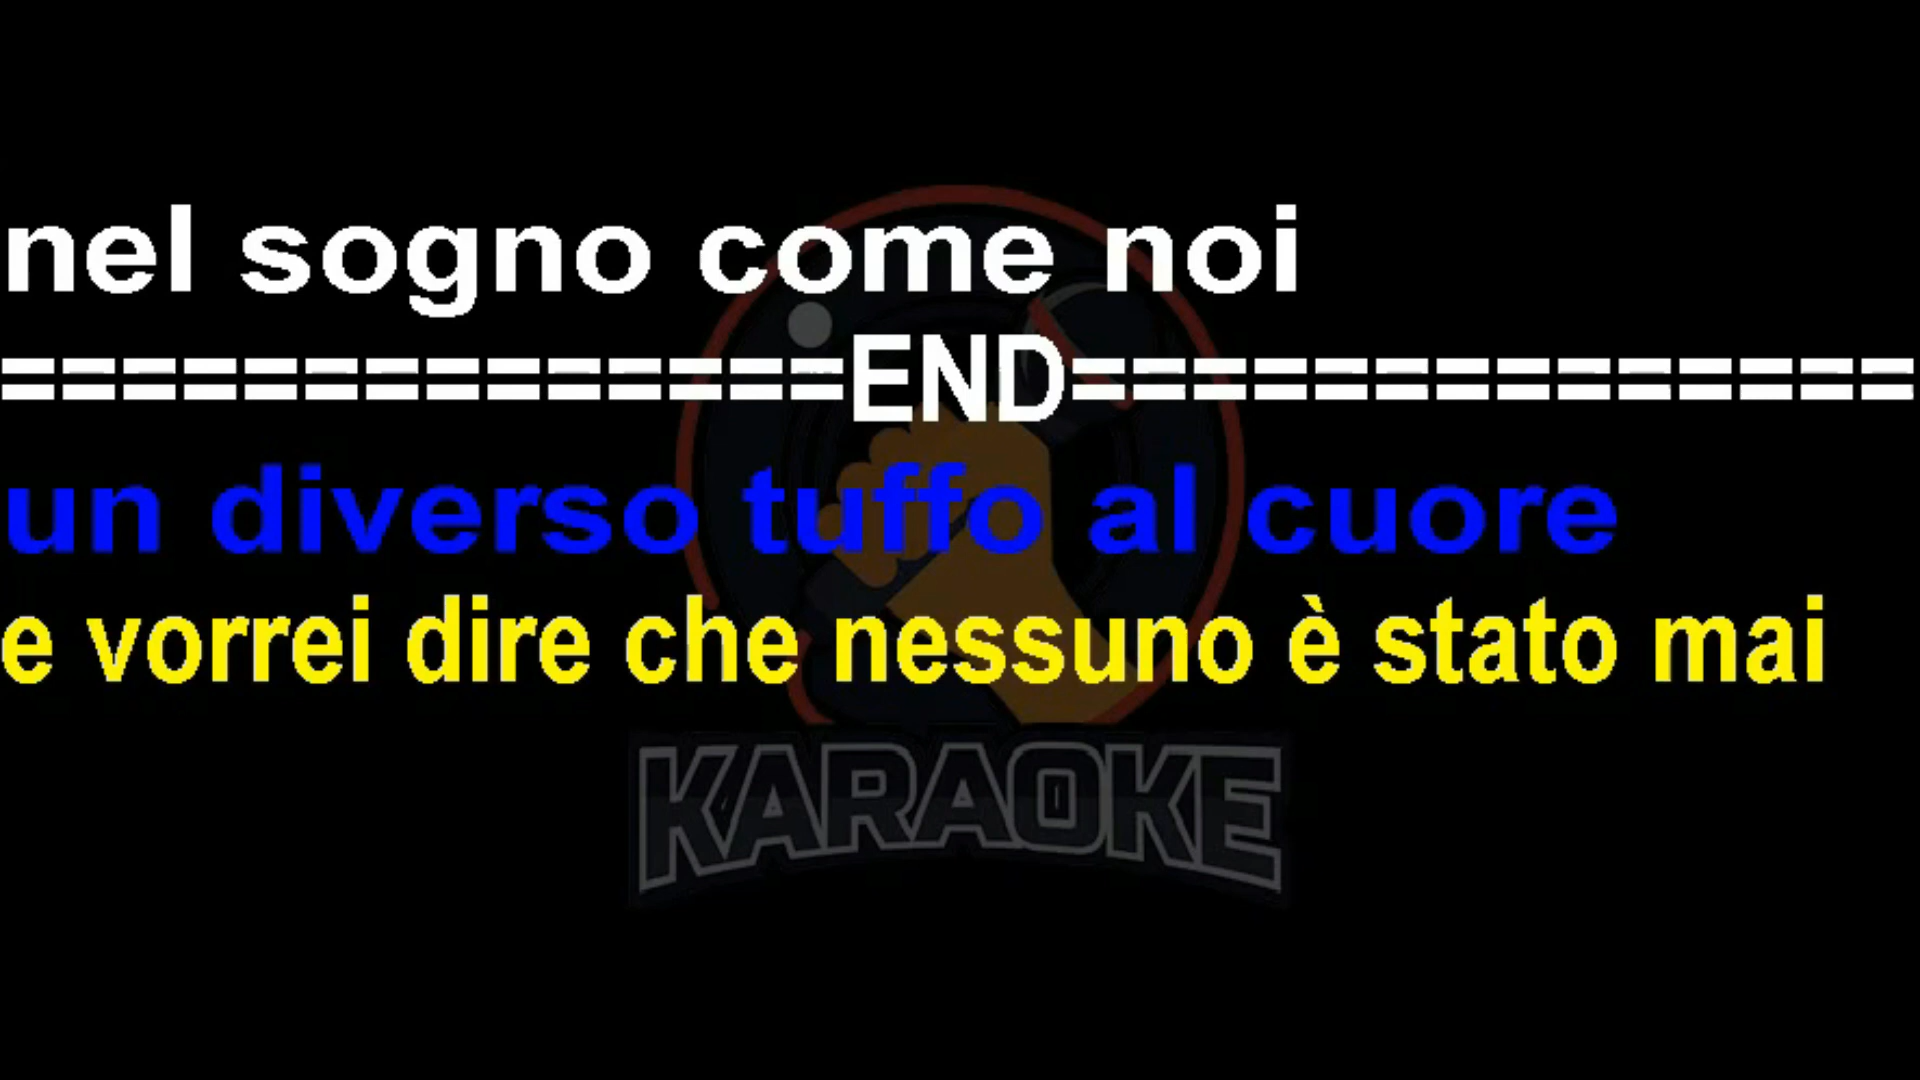 nel sogno come noi
==============END==============
un diverso tuffo al cuore
e vorrei dire che nessuno è stato mai
KARAOKE